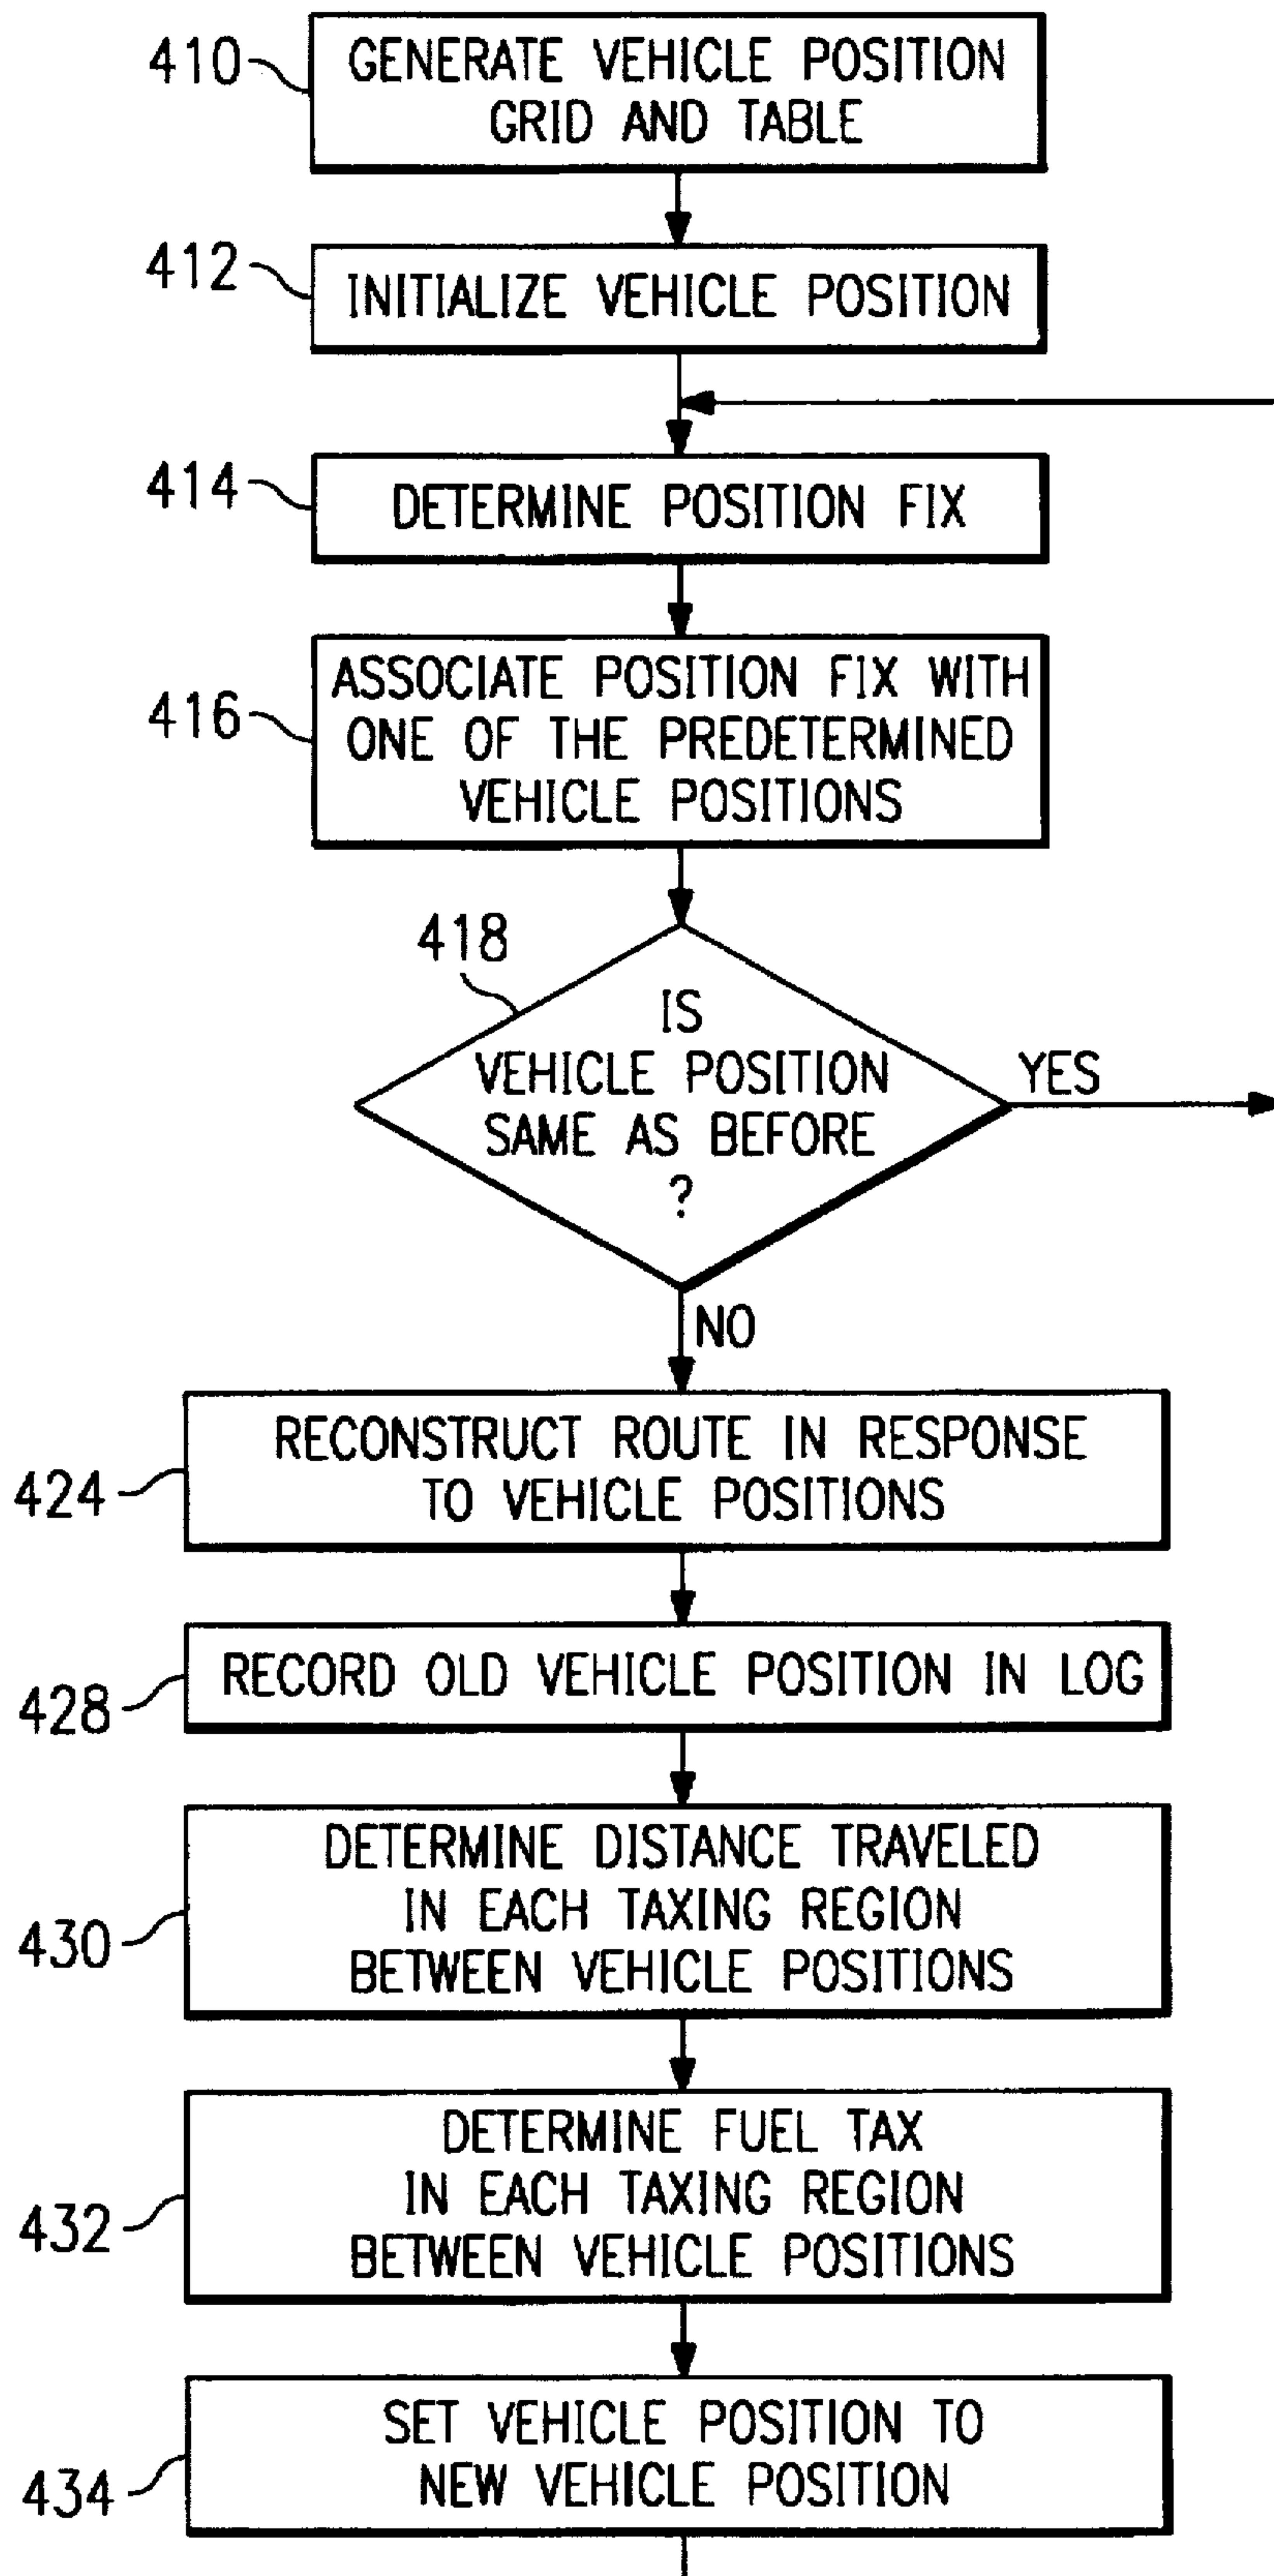 410
GENERATE VEHICLE POSITION
GRID AND TABLE
412
INITIALIZE VEHICLE POSITION
414
DETERMINE POSITION FIX
416
ASSOCIATE POSITION FIX WITH
ONE OF THE PREDETERMINED
VEHICLE POSITIONS
418
IS
VEHICLE POSITION
SAME AS BEFORE
?
YES
NO
424
RECONSTRUCT ROUTE IN RESPONSE
TO VEHICLE POSITIONS
428
RECORD OLD VEHICLE POSITION IN LOG
430
DETERMINE DISTANCE TRAVELED
IN EACH TAXING REGION
BETWEEN VEHICLE POSITIONS
432
DETERMINE FUEL TAX
IN EACH TAXING REGION
BETWEEN VEHICLE POSITIONS
434
SET VEHICLE POSITION TO
NEW VEHICLE POSITION